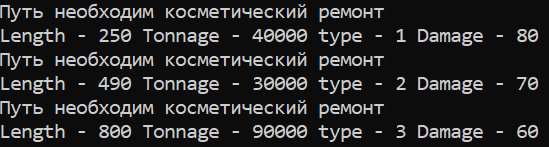 Путь необходим косметический ремонт
Length - 250 Tonnage - 40000 type - 1 Damage - 80
Путь необходим косметический ремонт
Length - 490 Tonnage - 30000 type - 2 Damage - 70
Путь необходим косметический ремонт
Length - 800 Tonnage - 90000 type - 3 Damage - 60